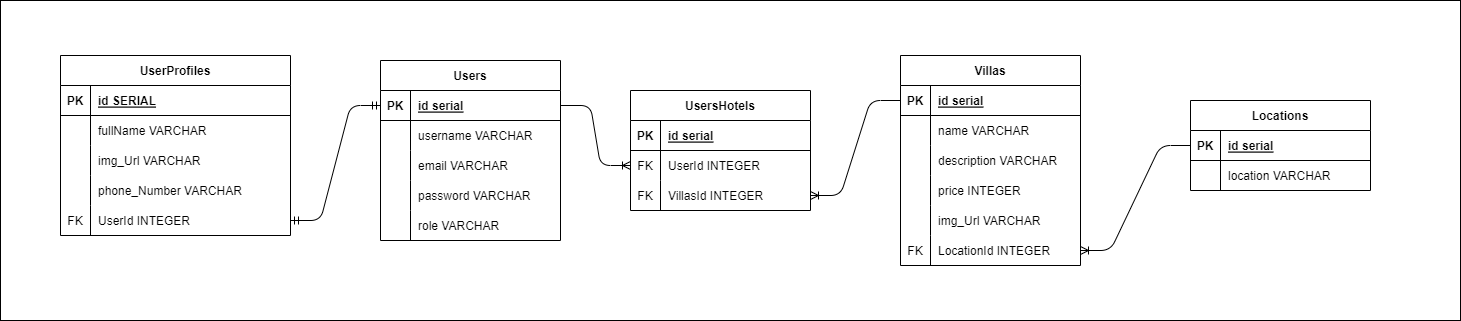 UserProfiles
PK id SERIAL
fullName VARCHAR
img_Url VARCHAR
phone_Number VARCHAR
FK UserId INTEGER
Users
PK id serial
username VARCHAR
email VARCHAR
password VARCHAR
role VARCHAR
UsersHotels
PK id serial
FK UserId INTEGER
FK VillasId INTEGER
Villas
PK id serial
name VARCHAR
description VARCHAR
price INTEGER
img_Url VARCHAR
FK LocationId INTEGER
Locations
PK id serial
location VARCHAR